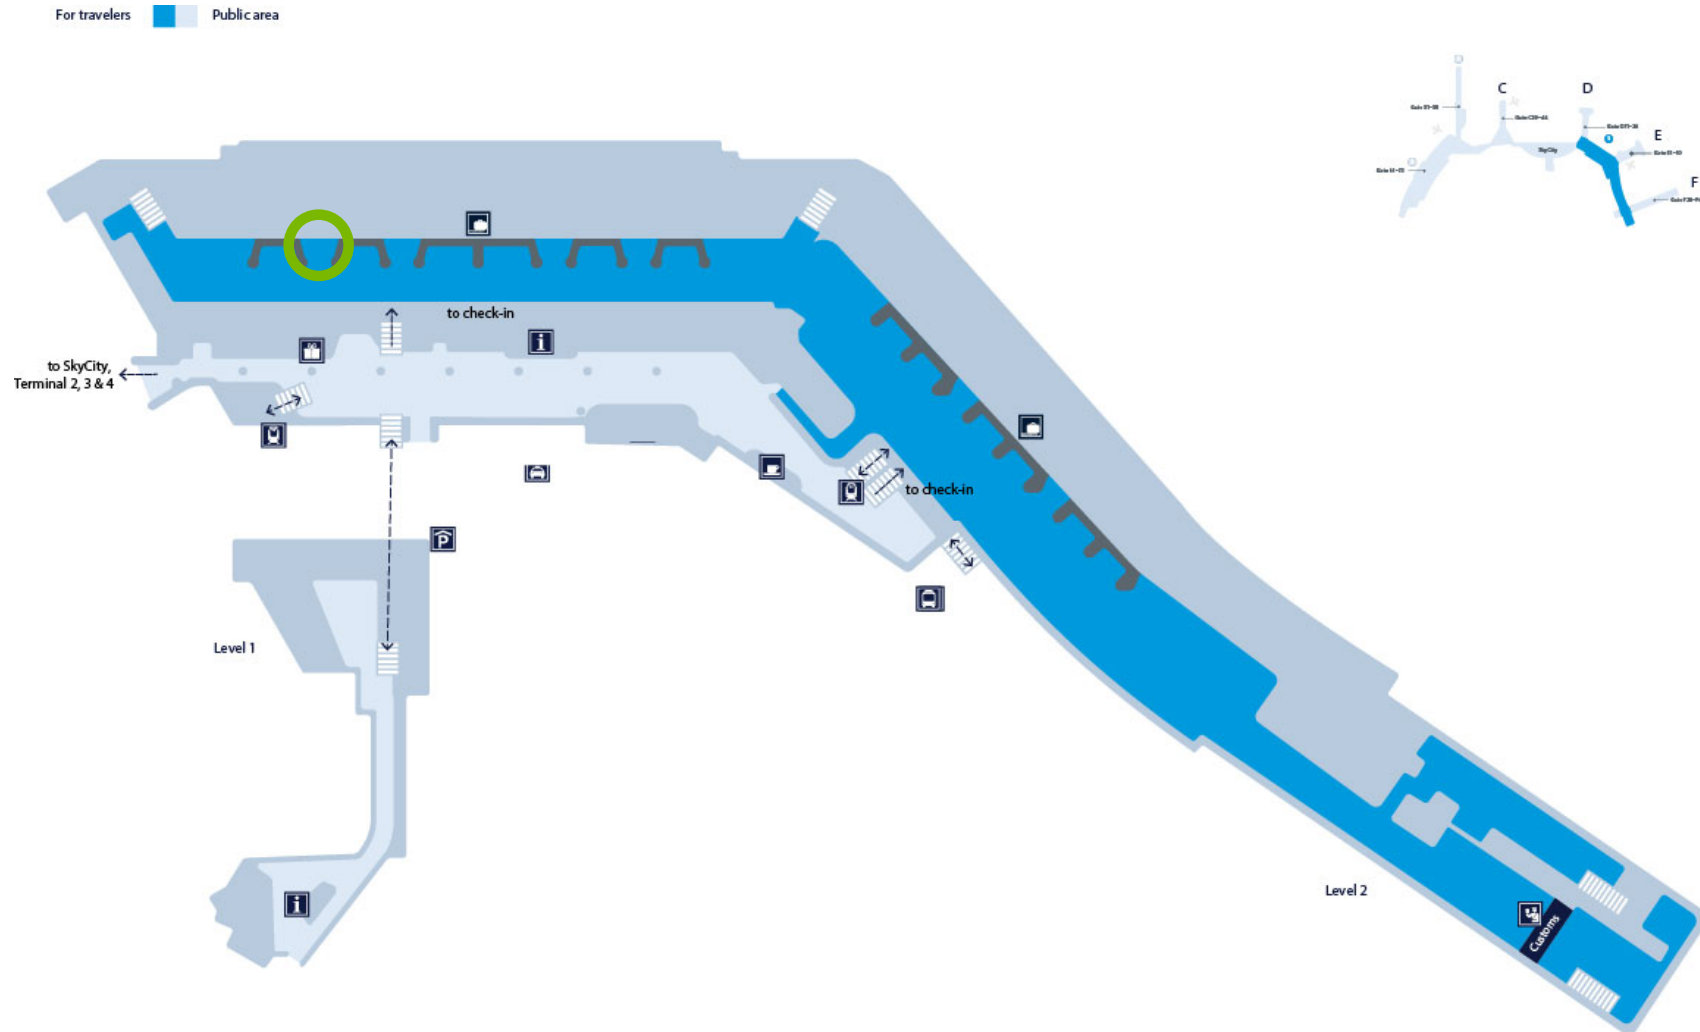 For travelers
Public area
C
D
E
F
SkyCity
to check-in
to SkyCity,
Terminal 2, 3 & 4
i
to check-in
P
Level 1
i
Level 2
Customs